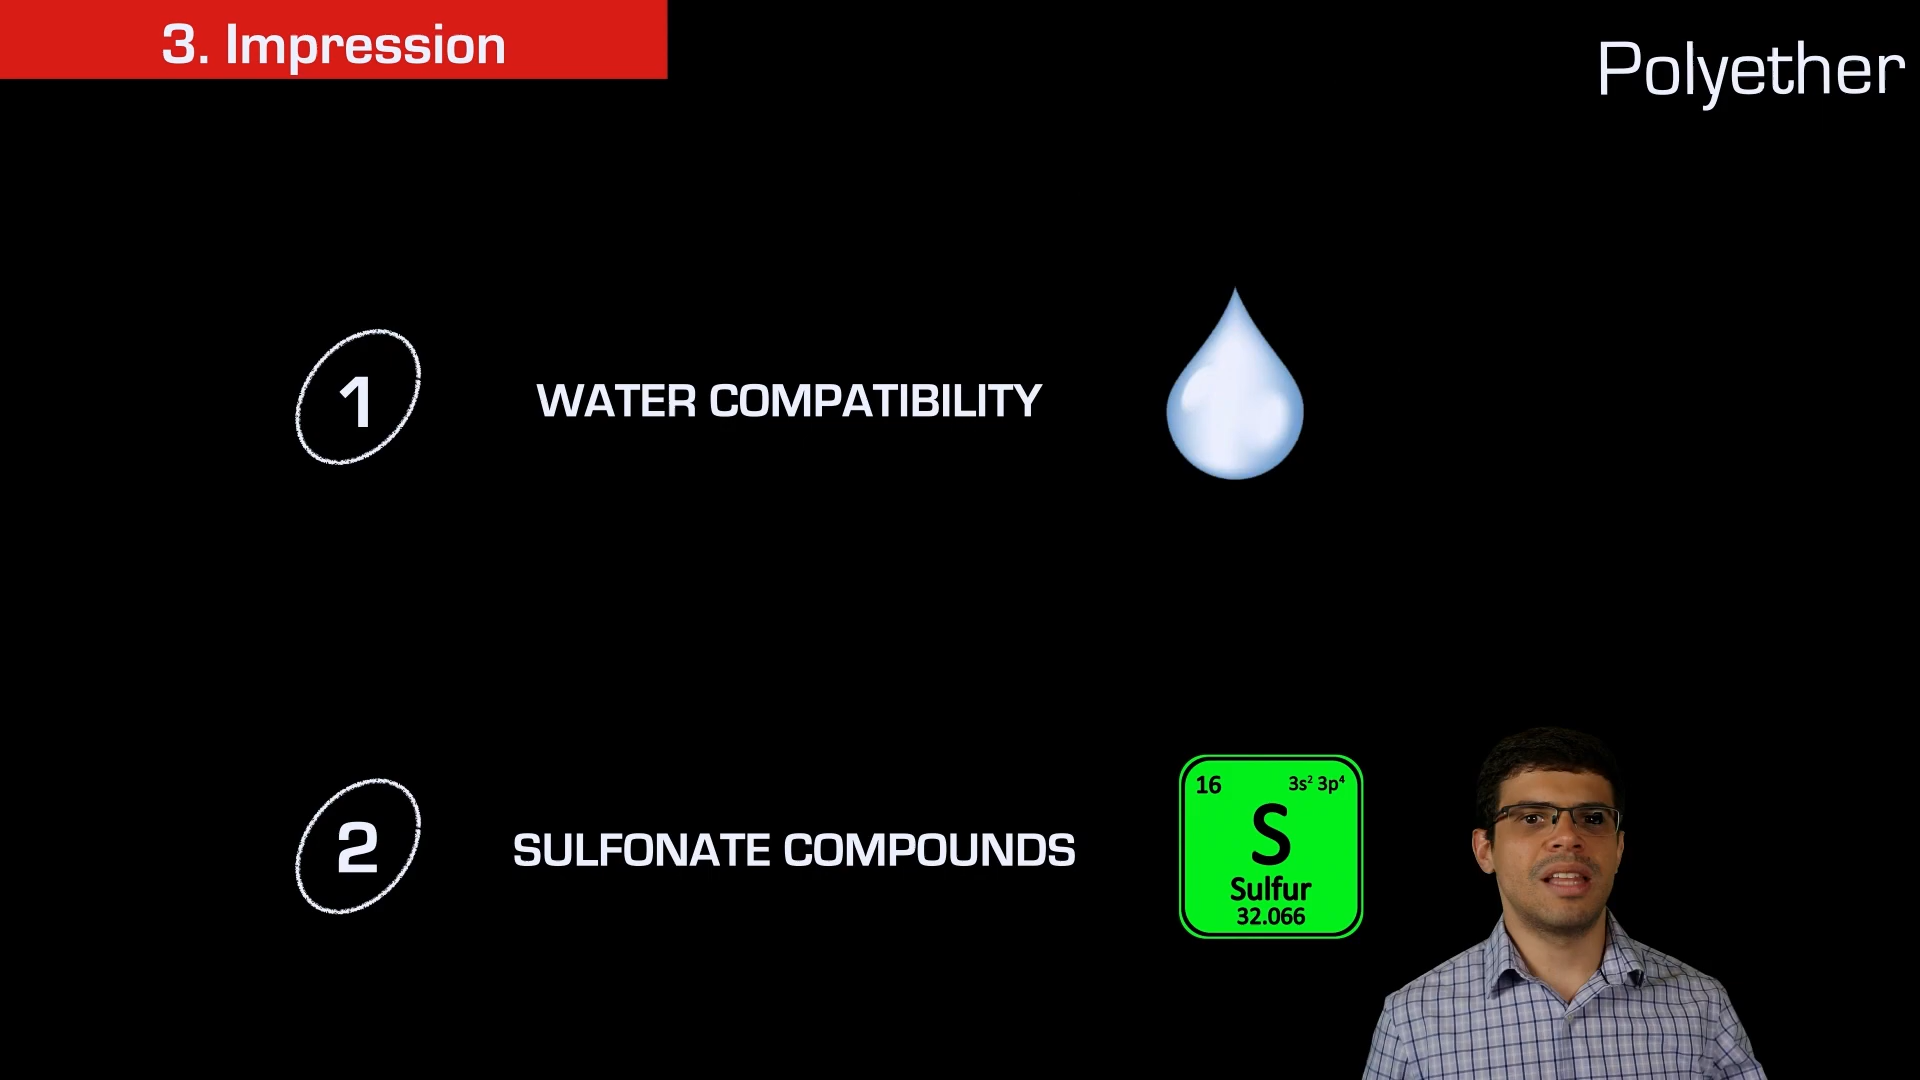 3. Impression
Polyether
1
WATER COMPATIBILITY
2
SULFONATE COMPOUNDS
16
3s² 3p⁴
S
Sulfur
32.066